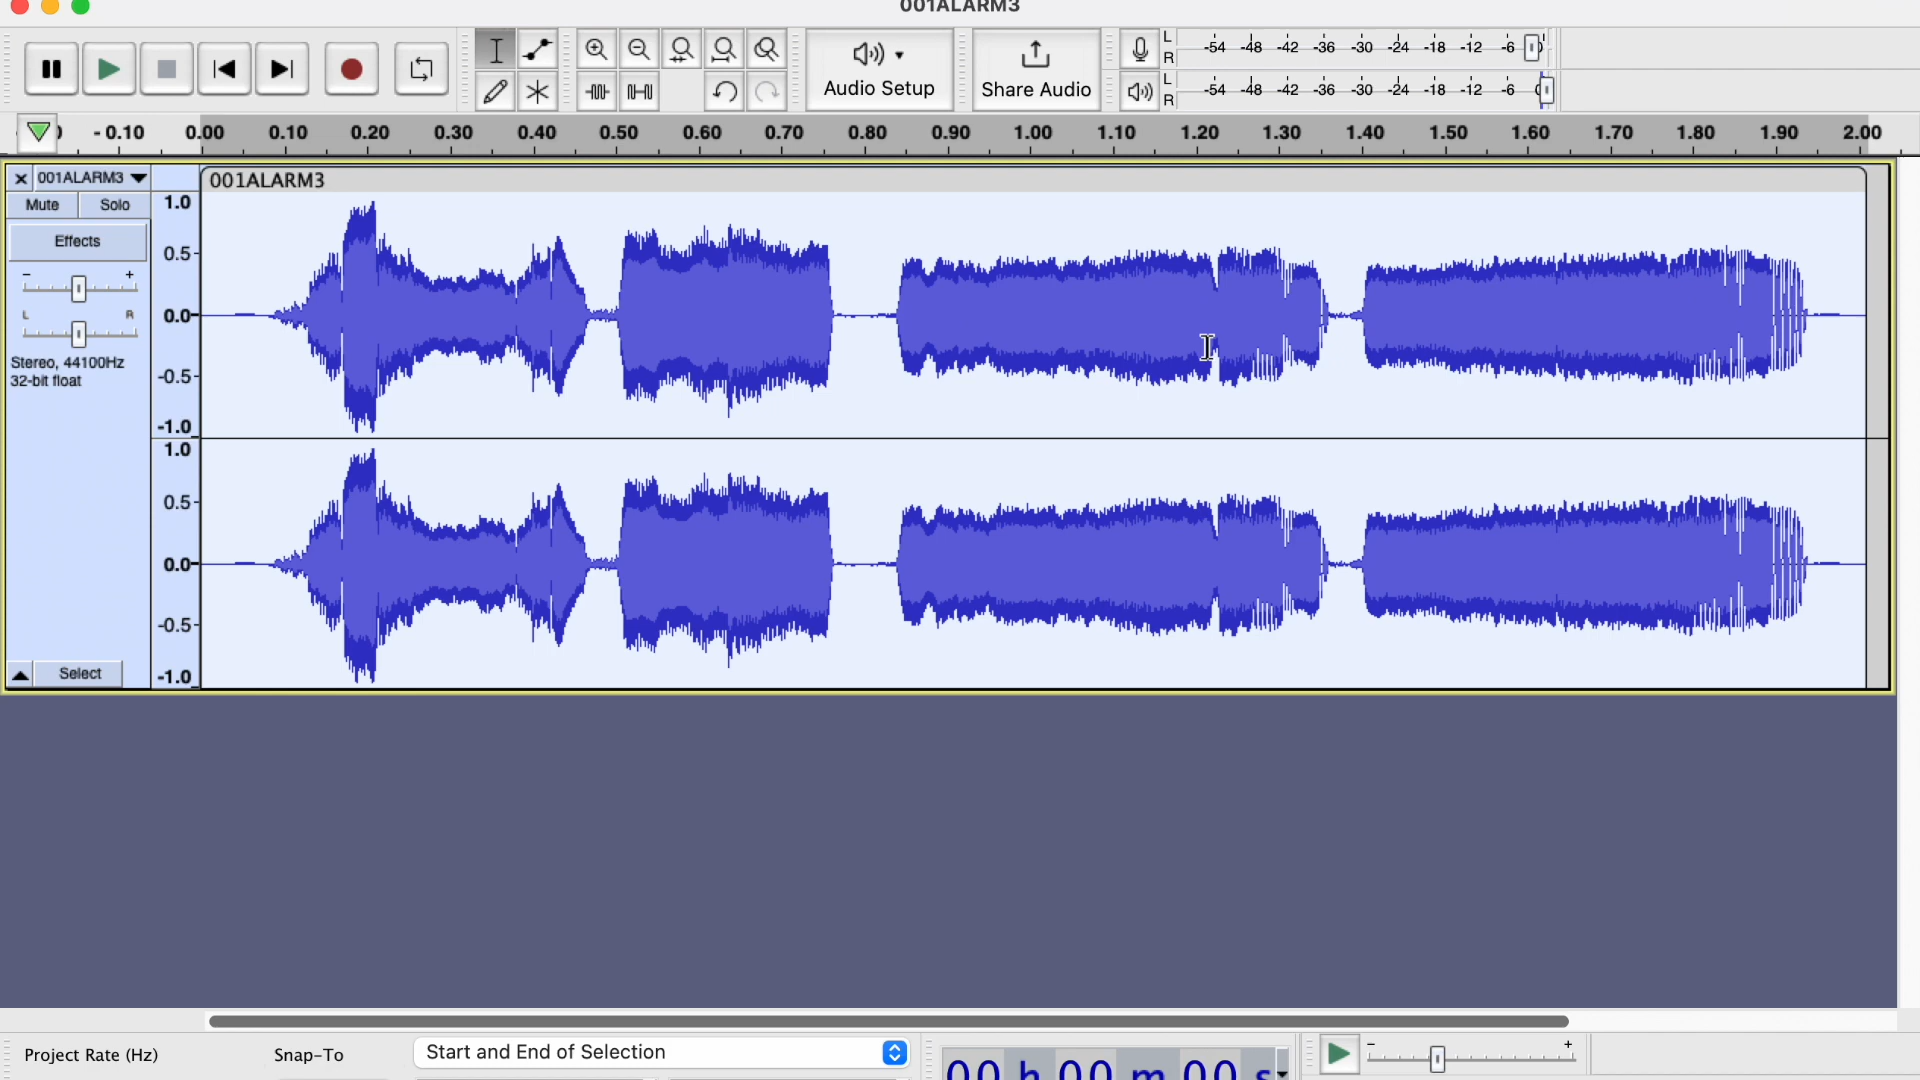 001ALARM3
Audio Setup
Share Audio
L
R
-54 -48 -42 -36 -30 -24 -18 -12 -6
L
R
-54 -48 -42 -36 -30 -24 -18 -12 -6
-0.10 0.00 0.10 0.20 0.30 0.40 0.50 0.60 0.70 0.80 0.90 1.00 1.10 1.20 1.30 1.40 1.50 1.60 1.70 1.80 1.90 2.00
001ALARM3
001ALARM3
Mute Solo
Effects
- +
L R
Stereo, 44100Hz
32-bit float
Select
1.0
0.5-
0.0-
-0.5-
-1.0
1.0
0.5-
0.0-
-0.5-
-1.0
Project Rate (Hz)
Snap-To
Start and End of Selection
00 h 00 m 00 s
- +